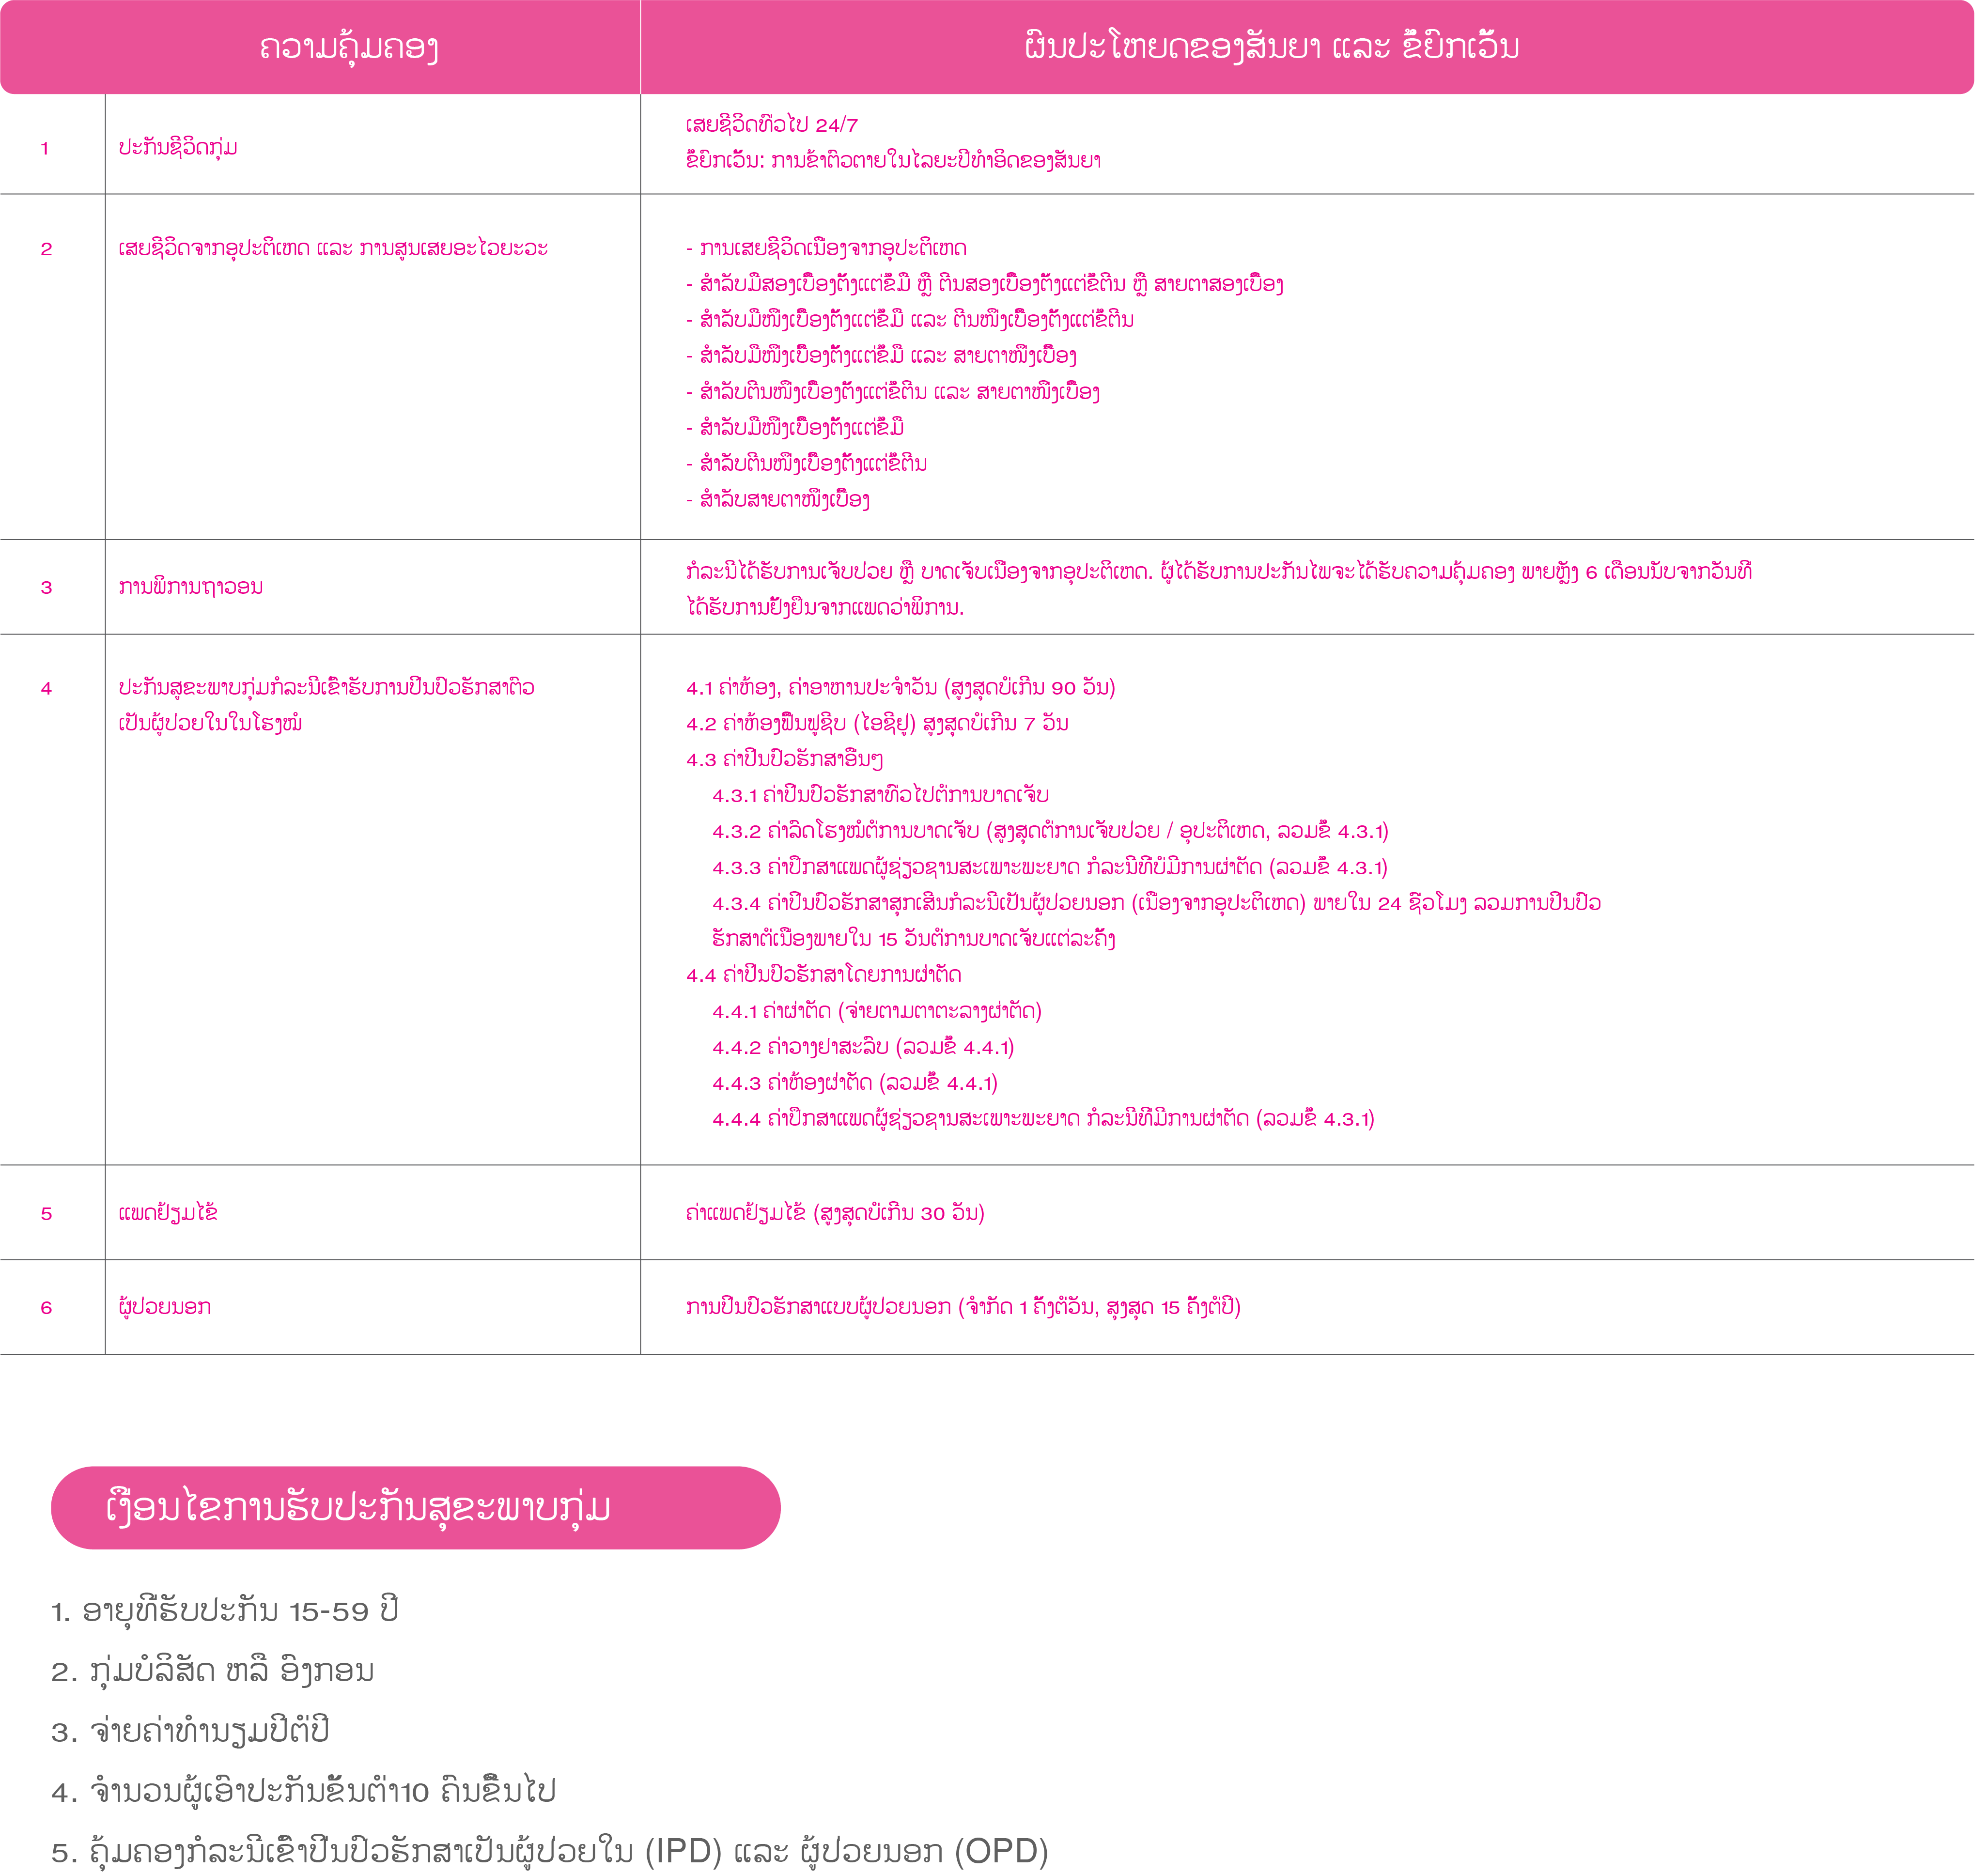 ຄວາມຄຸ້ມຄອງ
ຜົນປະໂຫຍດຂອງສັນຍາ ແລະ ຂໍ້ຍົກເວັ້ນ
1
ປະກັນຊີວິດກຸ່ມ
ເສຍຊີວິດທົ່ວໄປ 24/7
ຂໍ້ຍົກເວັ້ນ: ການຂ້າຕົວຕາຍໃນໄລຍະປີທຳອິດຂອງສັນຍາ
2
ເສຍຊີວິດຈາກອຸປະຕິເຫດ ແລະ ການສູນເສຍອະໄວຍະວະ
- ການເສຍຊີວິດເນື່ອງຈາກອຸປະຕິເຫດ
- ສຳລັບມືສອງເບື້ອງຕັ້ງແຕ່ຂໍ້ມື ຫຼື ຕີນສອງເບື້ອງຕັ້ງແຕ່ຂໍ້ຕີນ ຫຼື ສາຍຕາສອງເບື້ອງ
- ສຳລັບມືໜຶ່ງເບື້ອງຕັ້ງແຕ່ຂໍ້ມື ແລະ ຕີນໜຶ່ງເບື້ອງຕັ້ງແຕ່ຂໍ້ຕີນ
- ສຳລັບມືໜຶ່ງເບື້ອງຕັ້ງແຕ່ຂໍ້ມື ແລະ ສາຍຕາໜຶ່ງເບື້ອງ
- ສຳລັບຕີນໜຶ່ງເບື້ອງຕັ້ງແຕ່ຂໍ້ຕີນ ແລະ ສາຍຕາໜຶ່ງເບື້ອງ
- ສຳລັບມືໜຶ່ງເບື້ອງຕັ້ງແຕ່ຂໍ້ມື
- ສຳລັບຕີນໜຶ່ງເບື້ອງຕັ້ງແຕ່ຂໍ້ຕີນ
- ສຳລັບສາຍຕາໜຶ່ງເບື້ອງ
3
ການພິການຖາວອນ
ກໍລະນີໄດ້ຮັບການເຈັບປ່ວຍ ຫຼື ບາດເຈັບເນື່ອງຈາກອຸປະຕິເຫດ. ຜູ້ໄດ້ຮັບການປະກັນໄພຈະໄດ້ຮັບຄວາມຄຸ້ມຄອງ ພາຍຫຼັງ 6 ເດືອນນັບຈາກວັນທີ
ໄດ້ຮັບການຢັ້ງຢືນຈາກແພດວ່າພິການ.
4
ປະກັນສູຂະພາບກຸ່ມກໍລະນີເຂົ້າຮັບການປິ່ນປົວຮັກສາຕົວ
ເປັນຜູ້ປ່ວຍໃນໃນໂຮງໝໍ
4.1 ຄ່າຫ້ອງ, ຄ່າອາຫານປະຈຳວັນ (ສູງສຸດບໍ່ເກີນ 90 ວັນ)
4.2 ຄ່າຫ້ອງຟື້ນຟູຊີບ (ໄອຊີຢູ) ສູງສຸດບໍ່ເກີນ 7 ວັນ
4.3 ຄ່າປິ່ນປົວຮັກສາອື່ນໆ
4.3.1 ຄ່າປິ່ນປົວຮັກສາທົ່ວໄປຕໍ່ການບາດເຈັບ
4.3.2 ຄ່າລົດໂຮງໝໍຕໍ່ການບາດເຈັບ (ສູງສຸດຕໍ່ການເຈັບປ່ວຍ / ອຸປະຕິເຫດ, ລວມຂໍ້ 4.3.1)
4.3.3 ຄ່າປຶກສາແພດຜູ້ຊ່ຽວຊານສະເພາະພະຍາດ ກໍລະນີທີ່ບໍ່ມີການຜ່າຕັດ (ລວມຂໍ້ 4.3.1)
4.3.4 ຄ່າປິ່ນປົວຮັກສາສຸກເສີນກໍລະນີເປັນຜູ້ປ່ວຍນອກ (ເນື່ອງຈາກອຸປະຕິເຫດ) ພາຍໃນ 24 ຊົ່ວໂມງ ລວມການປິ່ນປົວ
ຮັກສາຕໍ່ເນື່ອງພາຍໃນ 15 ວັນຕໍ່ການບາດເຈັບແຕ່ລະຄັ້ງ
4.4 ຄ່າປິ່ນປົວຮັກສາໂດຍການຜ່າຕັດ
4.4.1 ຄ່າຜ່າຕັດ (ຈ່າຍຕາມຕາຕະລາງຜ່າຕັດ)
4.4.2 ຄ່າວາງຢາສະລົບ (ລວມຂໍ້ 4.4.1)
4.4.3 ຄ່າຫ້ອງຜ່າຕັດ (ລວມຂໍ້ 4.4.1)
4.4.4 ຄ່າປຶກສາແພດຜູ້ຊ່ຽວຊານສະເພາະພະຍາດ ກໍລະນີທີ່ມີການຜ່າຕັດ (ລວມຂໍ້ 4.3.1)
5
ແພດຢ້ຽມໄຂ້
ຄ່າແພດຢ້ຽມໄຂ້ (ສູງສຸດບໍ່ເກີນ 30 ວັນ)
6
ຜູ້ປ່ວຍນອກ
ການປິ່ນປົວຮັກສາແບບຜູ້ປ່ວຍນອກ (ຈຳກັດ 1 ຄັ້ງຕໍ່ວັນ, ສຸງສຸດ 15 ຄັ້ງຕໍ່ປີ)
ເງື່ອນໄຂການຮັບປະກັນສຸຂະພາບກຸ່ມ
1. ອາຍຸທີ່ຮັບປະກັນ 15-59 ປີ
2. ກຸ່ມບໍລິສັດ ຫລື ອົງກອນ
3. ຈ່າຍຄ່າທຳນຽມປີຕໍ່ປີ
4. ຈຳນວນຜູ້ເອົາປະກັນຂັ້ນຕ່ຳ10 ຄົນຂຶ້ນໄປ
5. ຄຸ້ມຄອງກໍລະນີເຂົ້າປິ່ນປົວຮັກສາເປັນຜູ້ປ່ວຍໃນ (IPD) ແລະ ຜູ້ປ່ວຍນອກ (OPD)